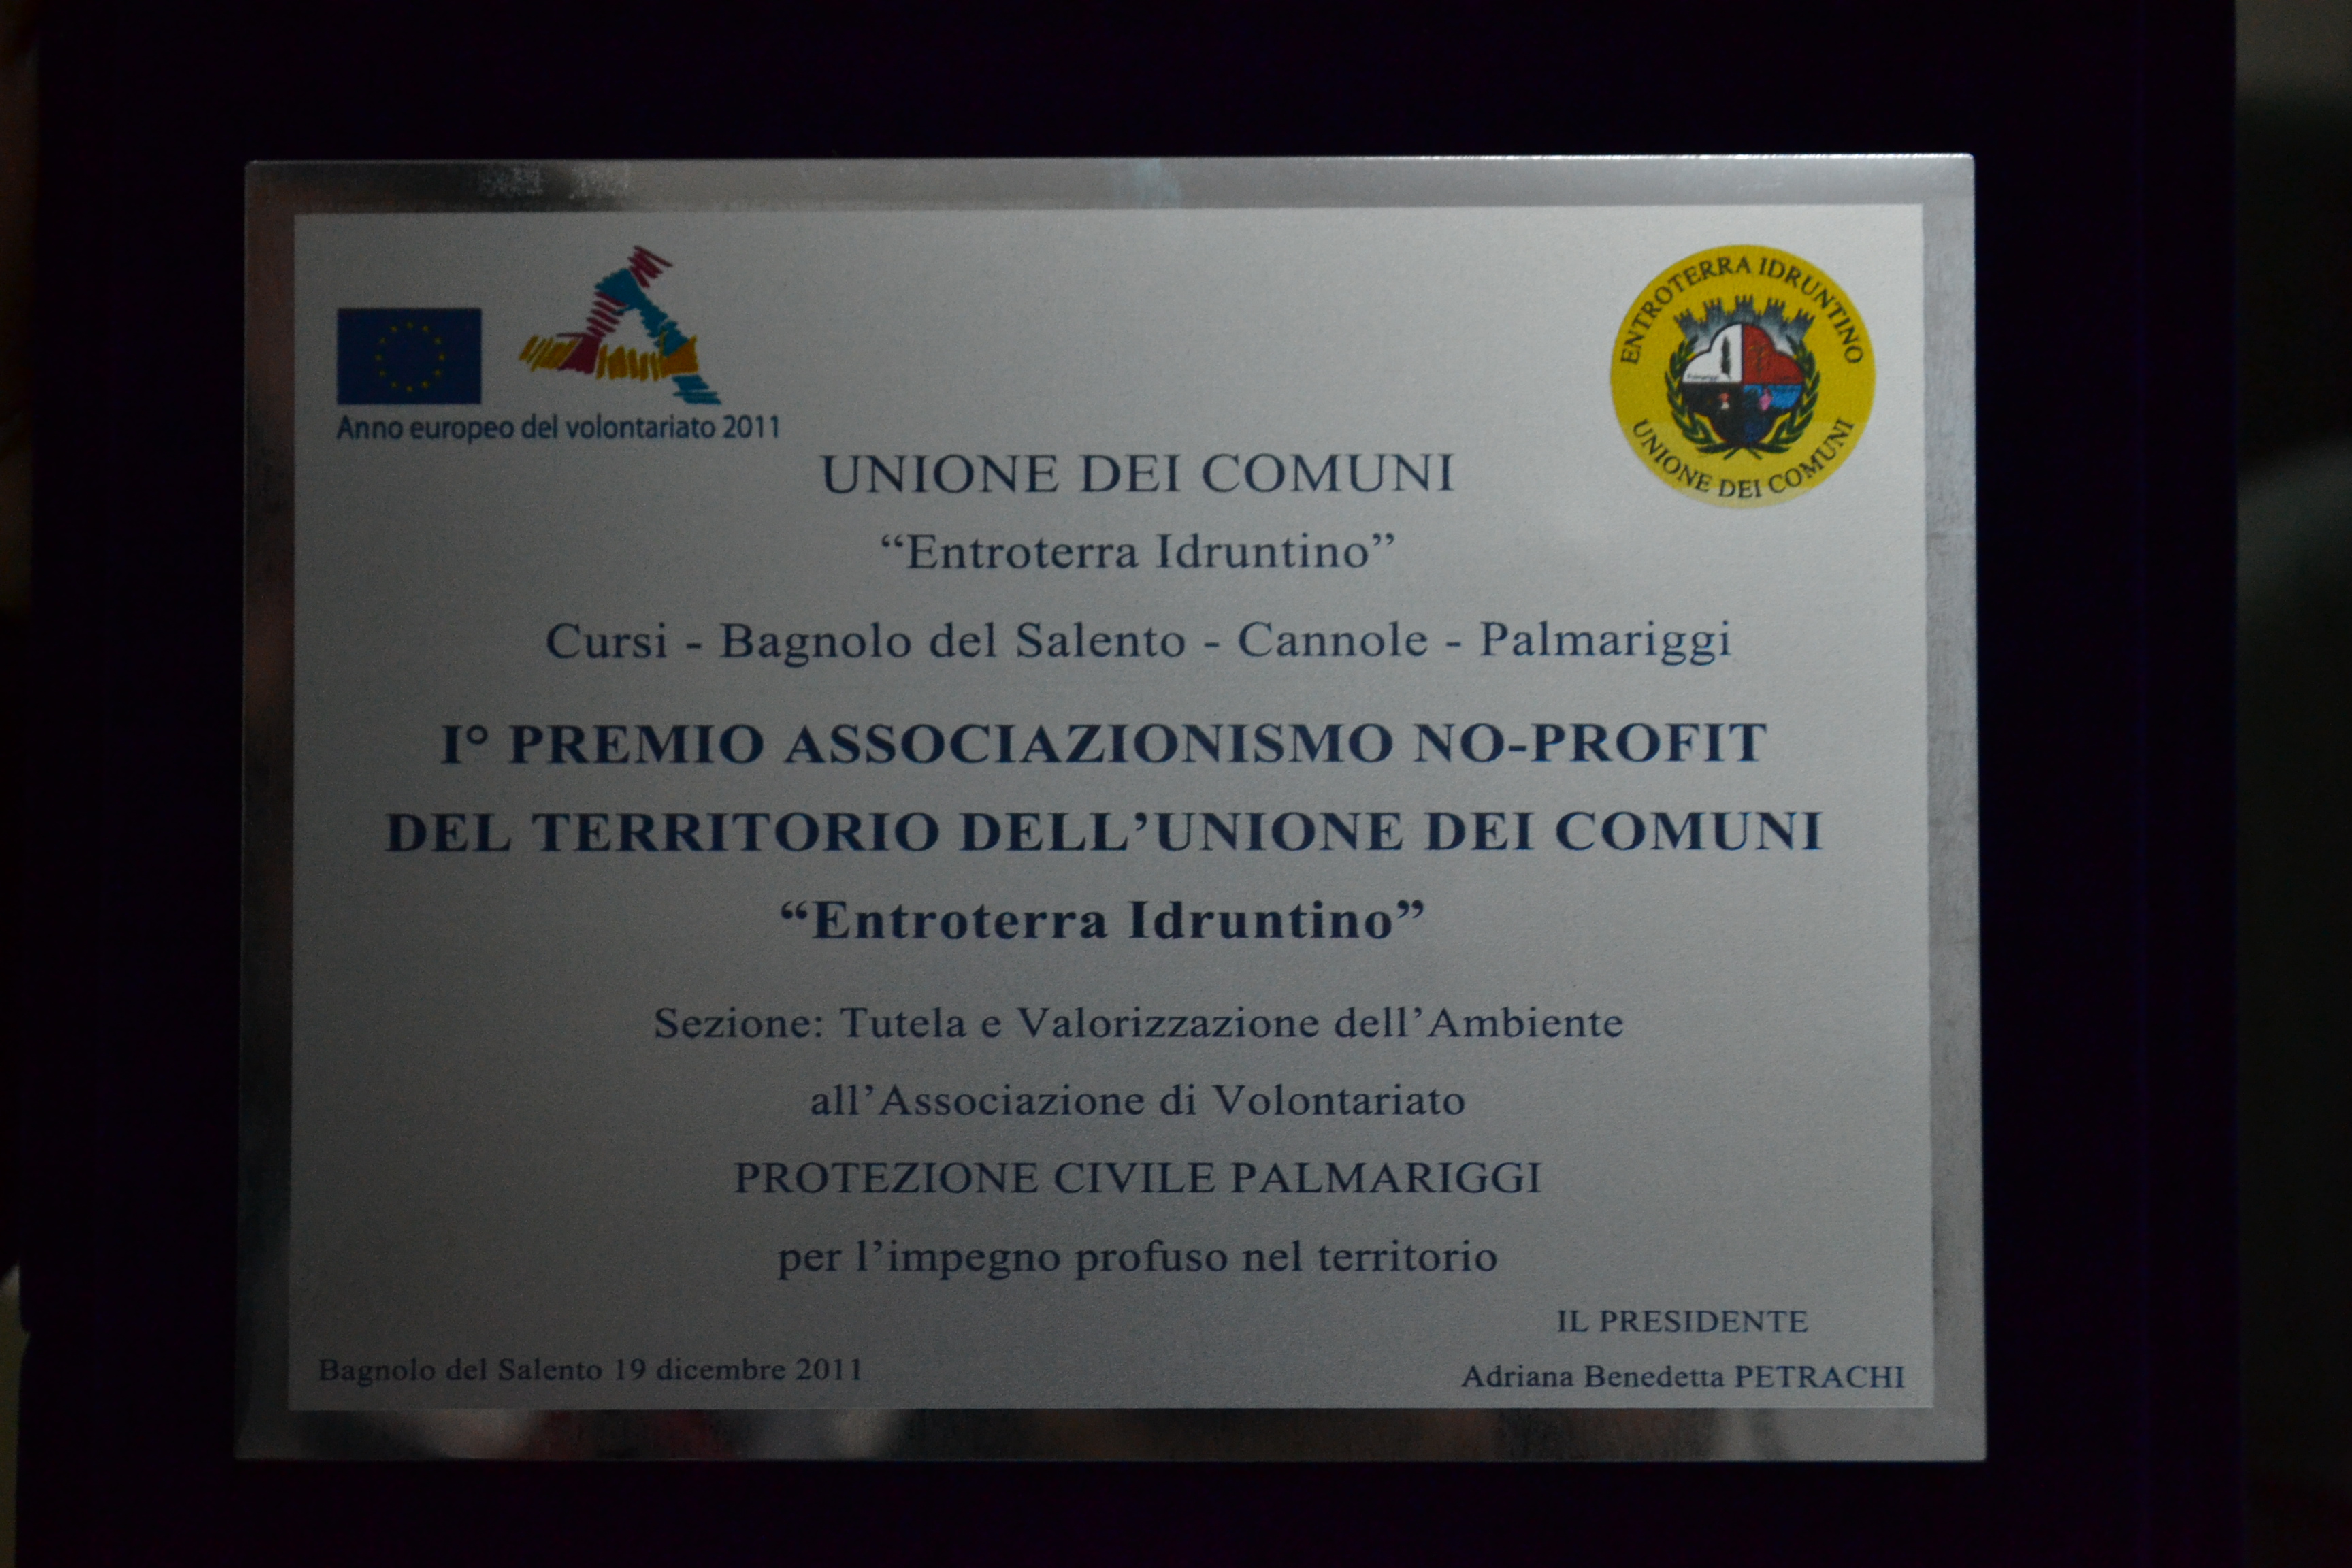 Anno europeo del volontariato 2011
ENTROTERRA IDRUNTINO
UNIONE DEI COMUNI
UNIONE DEI COMUNI
“Entroterra Idruntino”
Cursi - Bagnolo del Salento - Cannole - Palmariggi
I° PREMIO ASSOCIAZIONISMO NO-PROFIT
DEL TERRITORIO DELL’UNIONE DEI COMUNI
“Entroterra Idruntino”
Sezione: Tutela e Valorizzazione dell’Ambiente
all’Associazione di Volontariato
PROTEZIONE CIVILE PALMARIGGI
per l’impegno profuso nel territorio
IL PRESIDENTE
Bagnolo del Salento 19 dicembre 2011
Adriana Benedetta PETRACHI